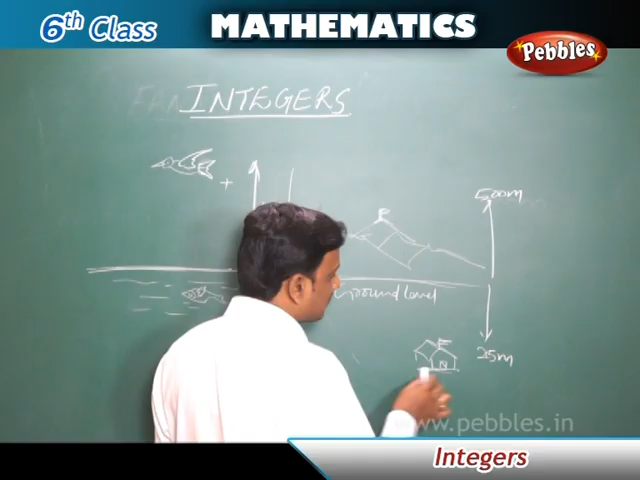 6th Class
MATHEMATICS
Pebbles
INTEGERS
+
500m
Ground Level
25m
www.pebbles.in
Integers